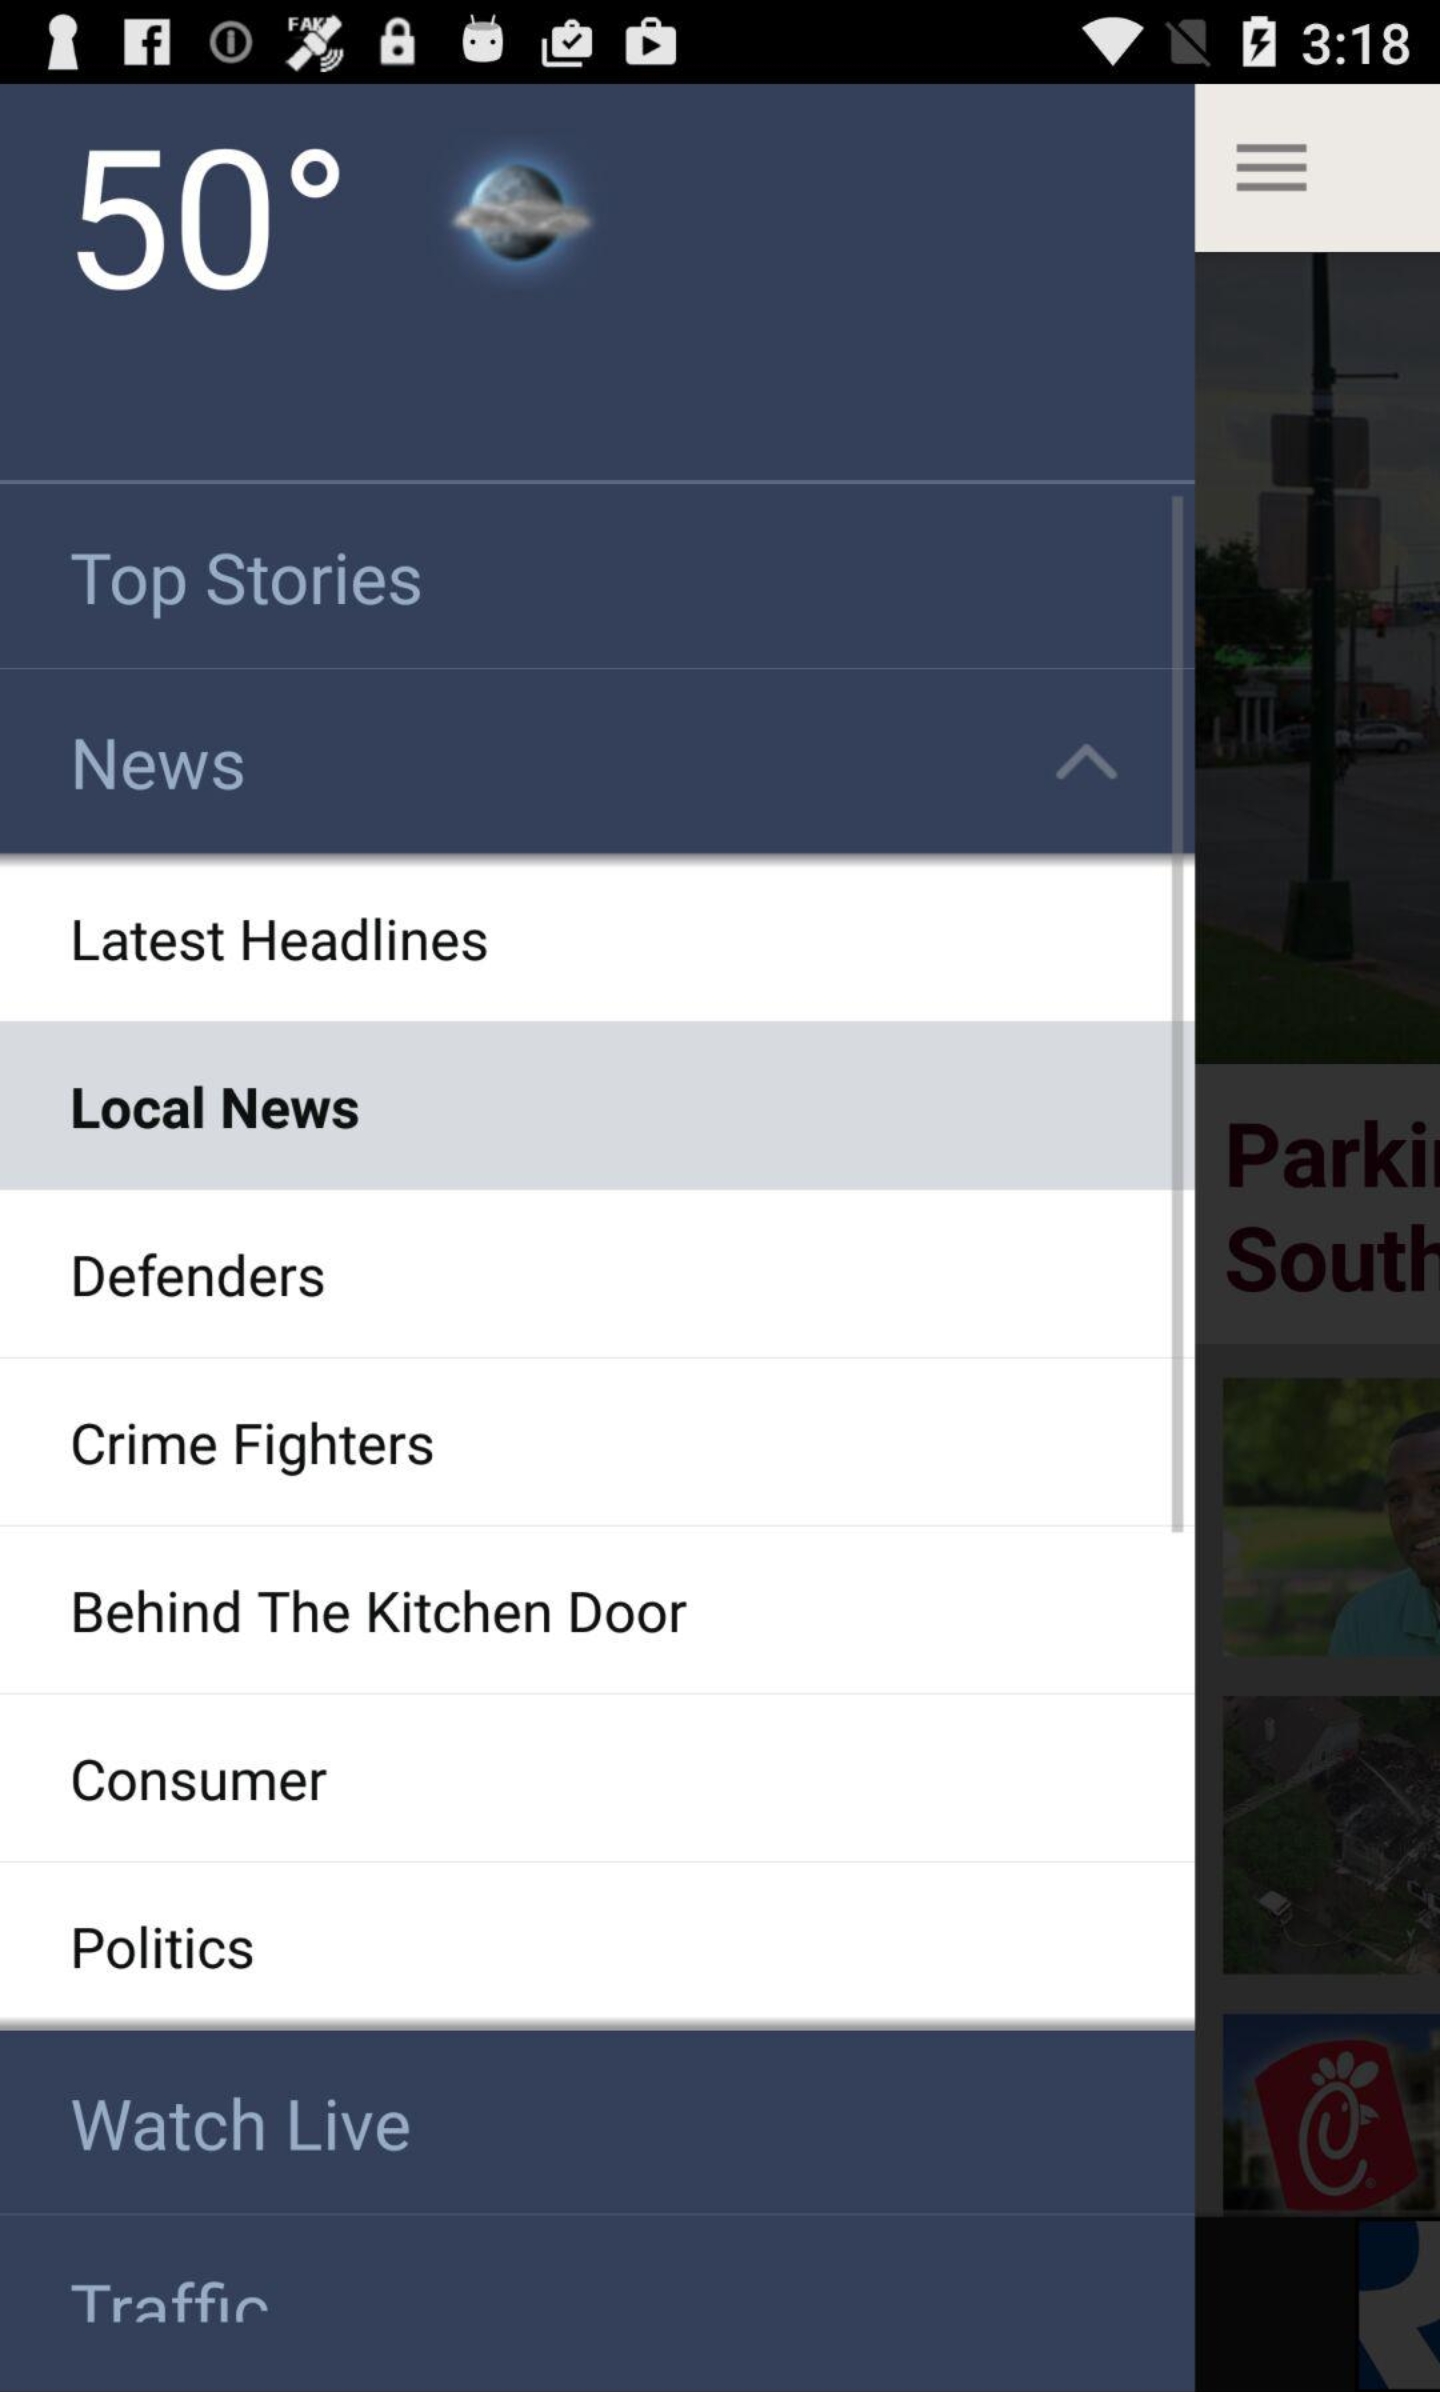 FAKE
3:18
50°
Top Stories
News
Latest Headlines
Local News
Defenders
Crime Fighters
Behind The Kitchen Door
Consumer
Politics
Watch Live
Traffic
South